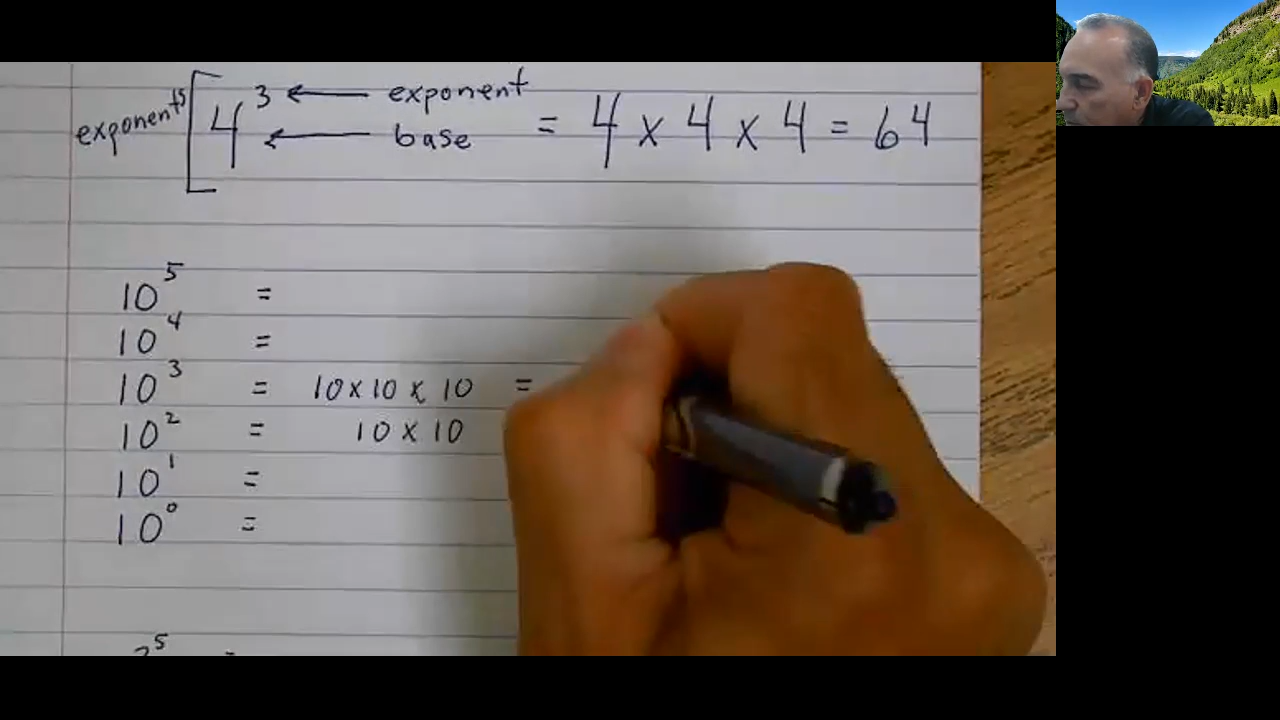 exponents [ 4³ ← exponent
← base = 4 x 4 x 4 = 64
10⁵ =
10⁴ =
10³ = 10 x 10 x 10 =
10² = 10 x 10
10¹ =
10⁰ =
⁵ =